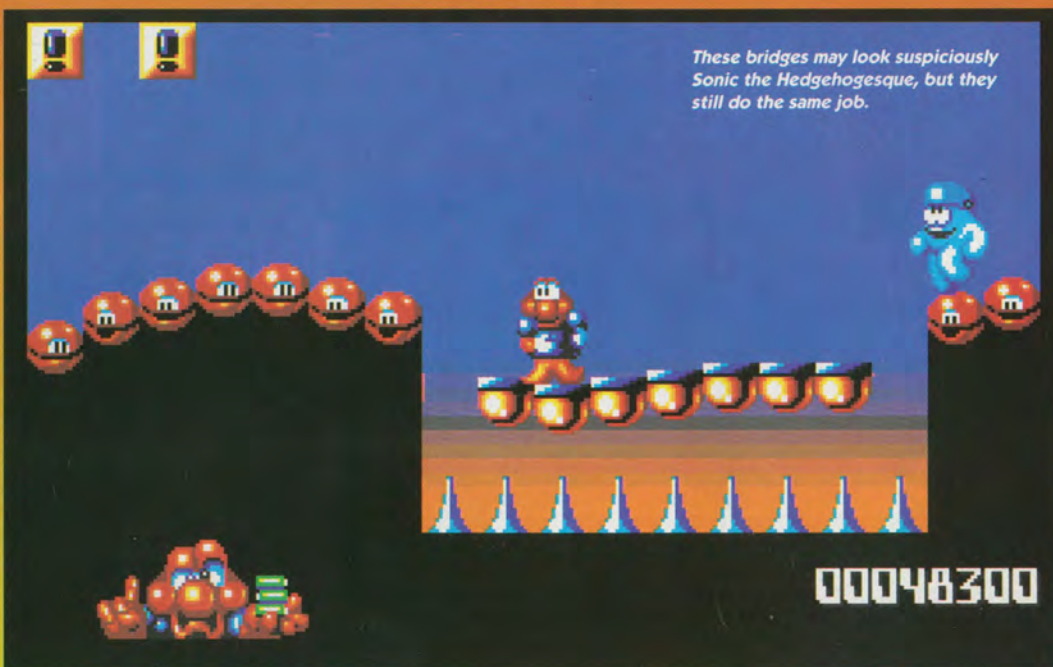 ! !
These bridges may look suspiciously
Sonic the Hedgehogesque, but they
still do the same job.
00048300